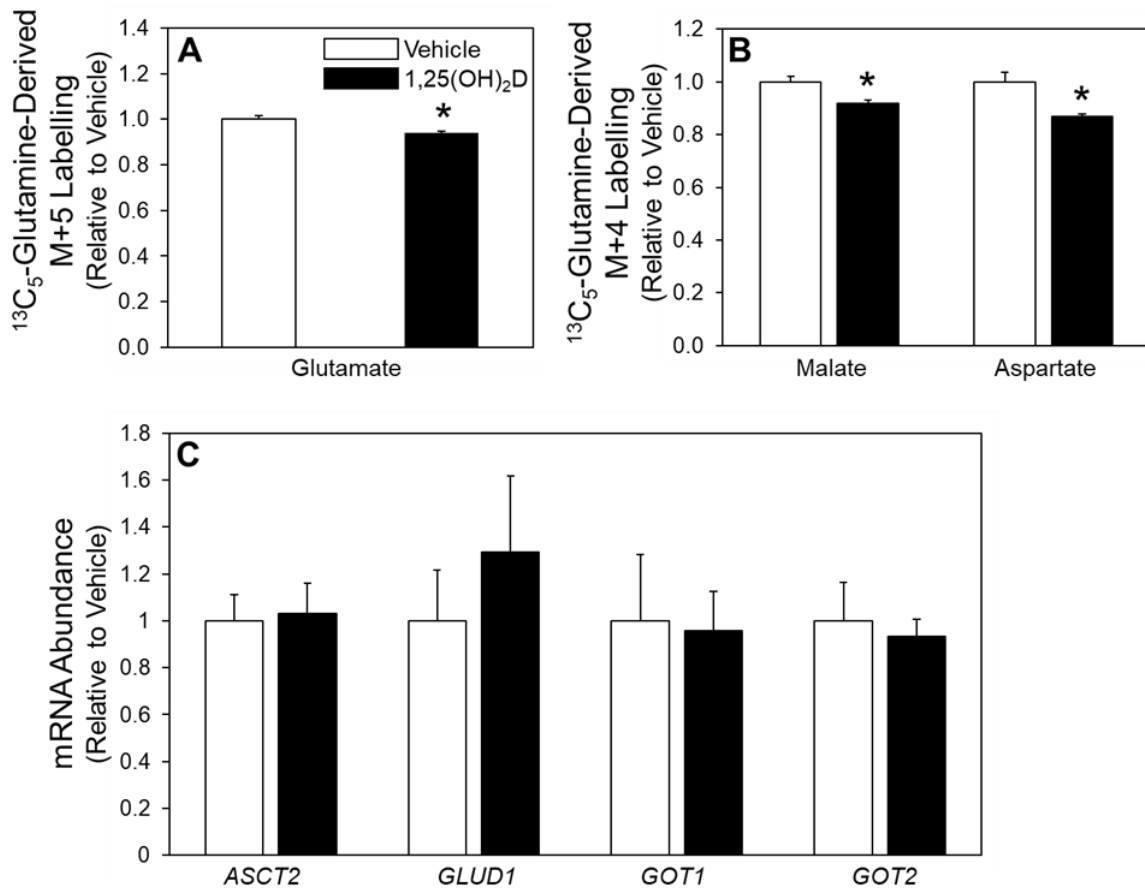 A
Vehicle
1,25(OH)₂D
¹³C₅-Glutamine-Derived
M+5 Labelling
(Relative to Vehicle)
1.4
1.2
1.0
0.8
0.6
0.4
0.2
0.0
*
Glutamate
B
¹³C₅-Glutamine-Derived
M+4 Labelling
(Relative to Vehicle)
1.2
1.0
0.8
0.6
0.4
0.2
0.0
*
*
Malate Aspartate
C
mRNA Abundance
(Relative to Vehicle)
1.8
1.6
1.4
1.2
1
0.8
0.6
0.4
0.2
0
ASCT2 GLUD1 GOT1 GOT2